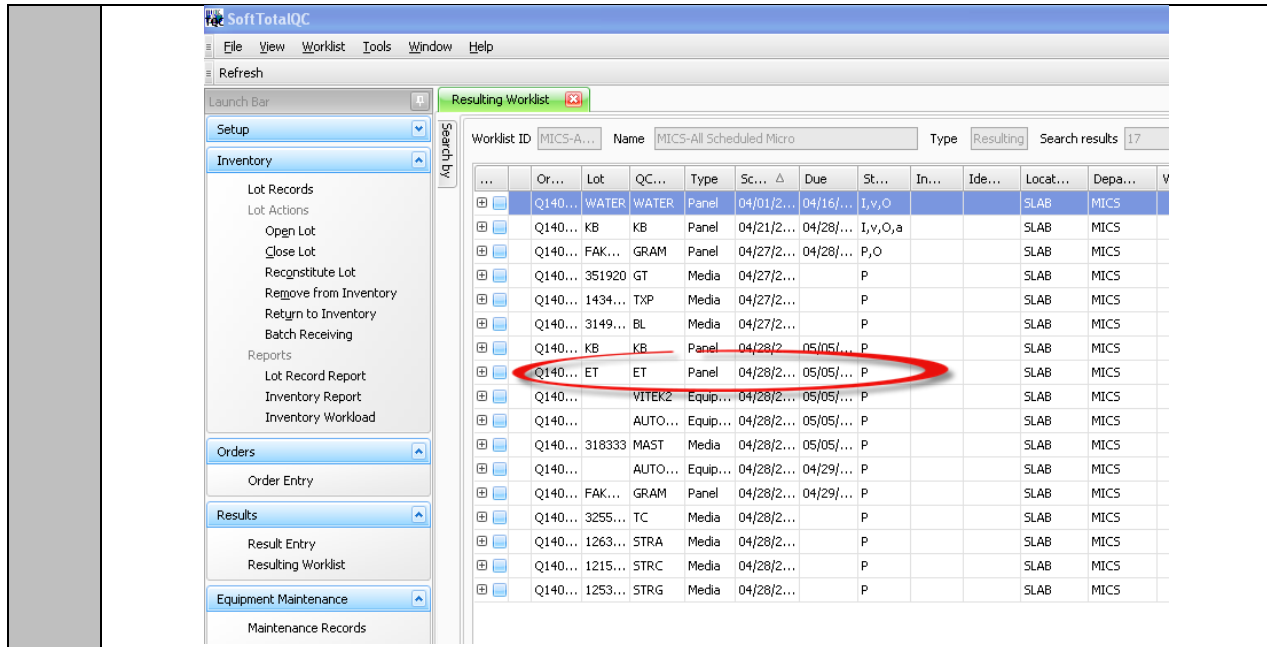 SoftTotalQC
File View Worklist Tools Window Help
Refresh
Launch Bar
Resulting Worklist
Setup
Search by
Worklist ID MICS-A... Name MICS-All Scheduled Micro Type Resulting Search results 17
Inventory
Lot Records
Lot Actions
Open Lot
Close Lot
Reconstitute Lot
Remove from Inventory
Return to Inventory
Batch Receiving
Reports
Lot Record Report
Inventory Report
Inventory Workload
Orders
Order Entry
Results
Result Entry
Resulting Worklist
Equipment Maintenance
Maintenance Records
... Or... Lot QC... Type Sc... Due St... In... Ide... Locat... Depa...
Q140... WATER WATER Panel 04/01/2... 04/16/... I,v,O SLAB MICS
Q140... KB KB Panel 04/21/2... 04/28/... I,v,O,a SLAB MICS
Q140... FAK... GRAM Panel 04/27/2... 04/28/... P,O SLAB MICS
Q140... 351920 GT Media 04/27/2... P SLAB MICS
Q140... 1434... TXP Media 04/27/2... P SLAB MICS
Q140... 3149... BL Media 04/27/2... P SLAB MICS
Q140... KB KB Panel 04/28/2... 05/05/... P SLAB MICS
Q140... ET ET Panel 04/28/2... 05/05/... P SLAB MICS
Q140... VITEK2 Equip... 04/28/2... 05/05/... P SLAB MICS
Q140... AUTO... Equip... 04/28/2... 05/05/... P SLAB MICS
Q140... 318333 MAST Media 04/28/2... 05/05/... P SLAB MICS
Q140... AUTO... Equip... 04/28/2... 04/29/... P SLAB MICS
Q140... FAK... GRAM Panel 04/28/2... 04/29/... P SLAB MICS
Q140... 3255... TC Media 04/28/2... P SLAB MICS
Q140... 1263... STRA Media 04/28/2... P SLAB MICS
Q140... 1215... STRC Media 04/28/2... P SLAB MICS
Q140... 1253... STRG Media 04/28/2... P SLAB MICS